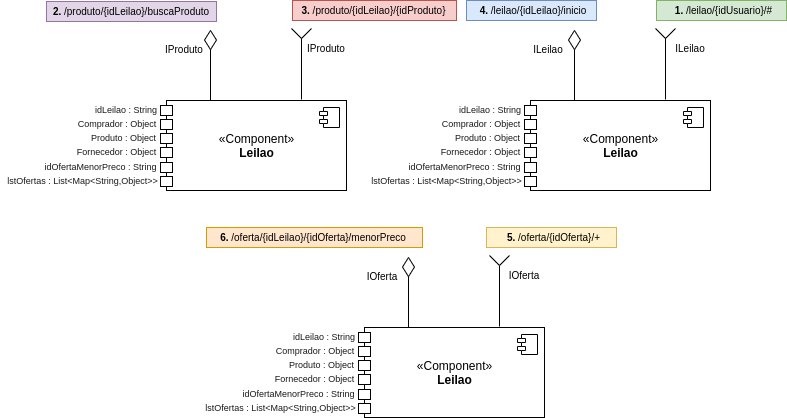 2. /produto/{idLeilao}/buscaProduto
3. /produto/{idLeilao}/{idProduto}
4. /leilao/{idLeilao}/inicio
1. /leilao/{idUsuario}/#
IProduto
IProduto
ILeilao
ILeilao
idLeilao : String
Comprador : Object
Produto : Object
Fornecedor : Object
idOfertaMenorPreco : String
lstOfertas : List<Map<String,Object>>
«Component»
Leilao
idLeilao : String
Comprador : Object
Produto : Object
Fornecedor : Object
idOfertaMenorPreco : String
lstOfertas : List<Map<String,Object>>
«Component»
Leilao
6. /oferta/{idLeilao}/{idOferta}/menorPreco
5. /oferta/{idOferta}/+
IOferta
IOferta
idLeilao : String
Comprador : Object
Produto : Object
Fornecedor : Object
idOfertaMenorPreco : String
lstOfertas : List<Map<String,Object>>
«Component»
Leilao